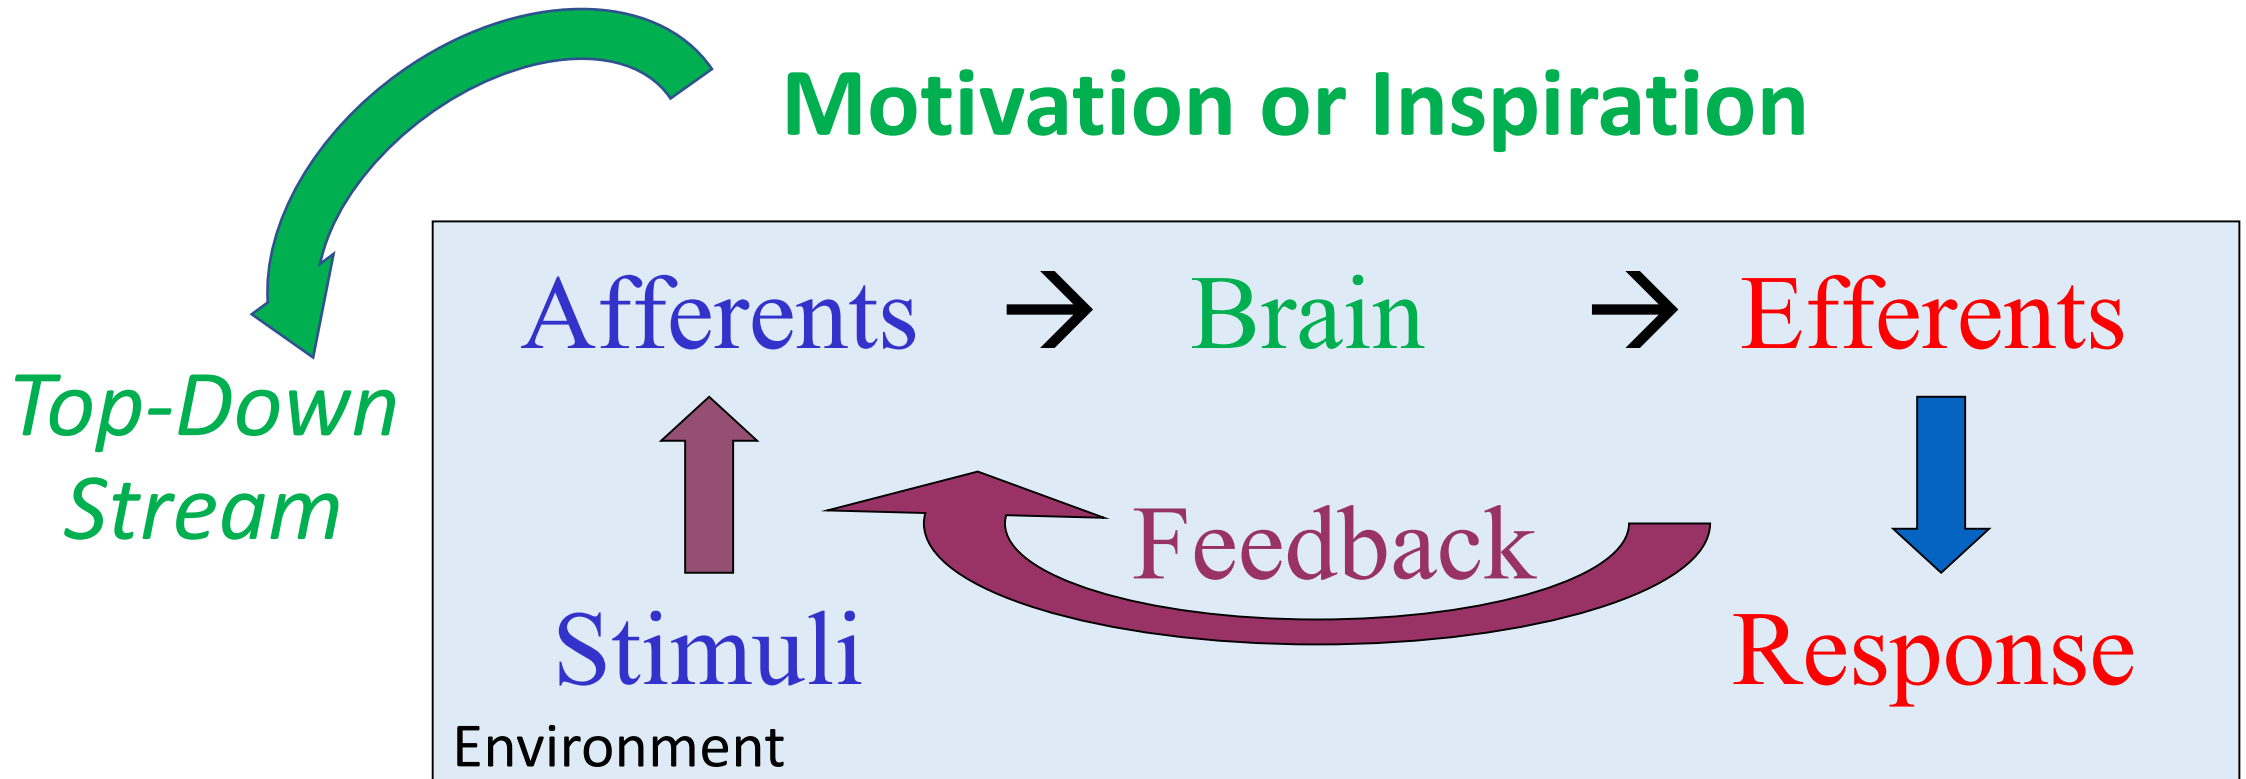 Motivation or Inspiration
Afferents → Brain → Efferents
Top-Down
Stream
Feedback
Stimuli
Response
Environment